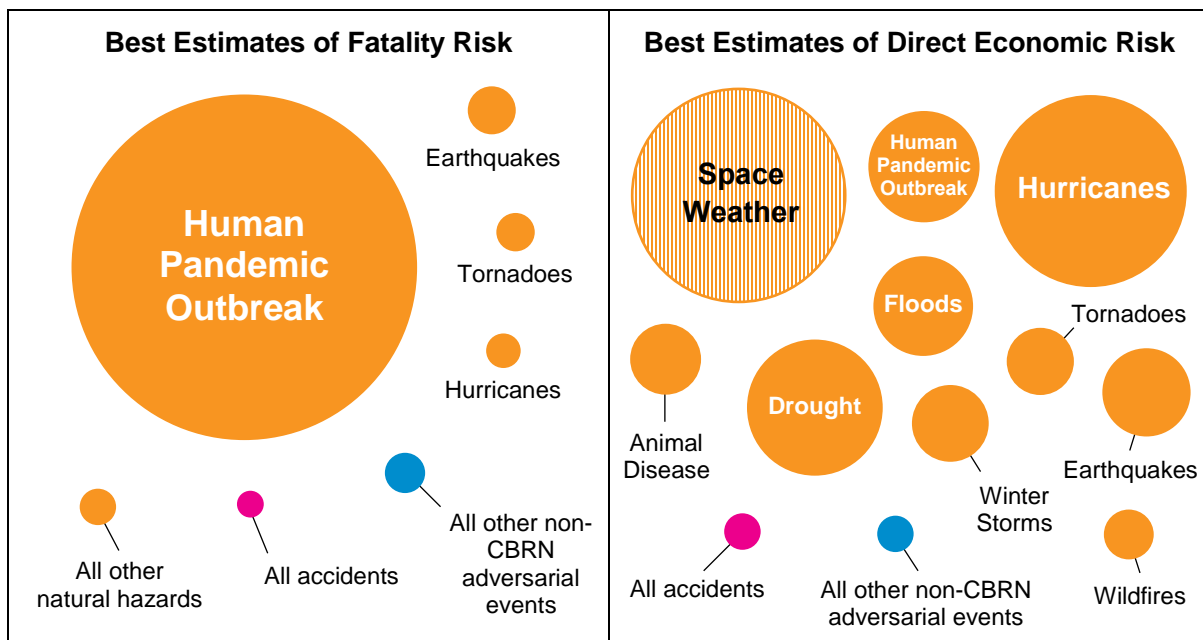 Best Estimates of Fatality Risk
Human
Pandemic
Outbreak
Earthquakes
Tornadoes
Hurricanes
All other
natural hazards
All accidents
All other non-
CBRN
adversarial
events
Best Estimates of Direct Economic Risk
Space
Weather
Human
Pandemic
Outbreak
Hurricanes
Floods
Tornadoes
Animal
Disease
Drought
Winter
Storms
Earthquakes
All accidents
All other non-CBRN
adversarial events
Wildfires